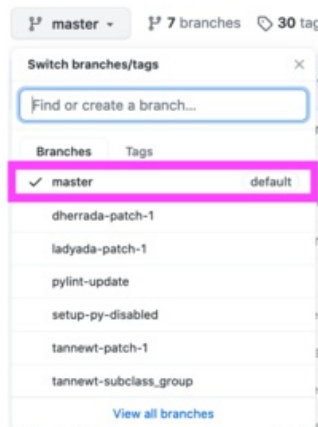 master 7 branches 30
Switch branches/tags
Find or create a branch...
Branches Tags
master default
dherrada-patch-1
ladyada-patch-1
pylint-update
setup-py-disabled
tannewt-patch-1
tannewt-subclass_group
View all branches